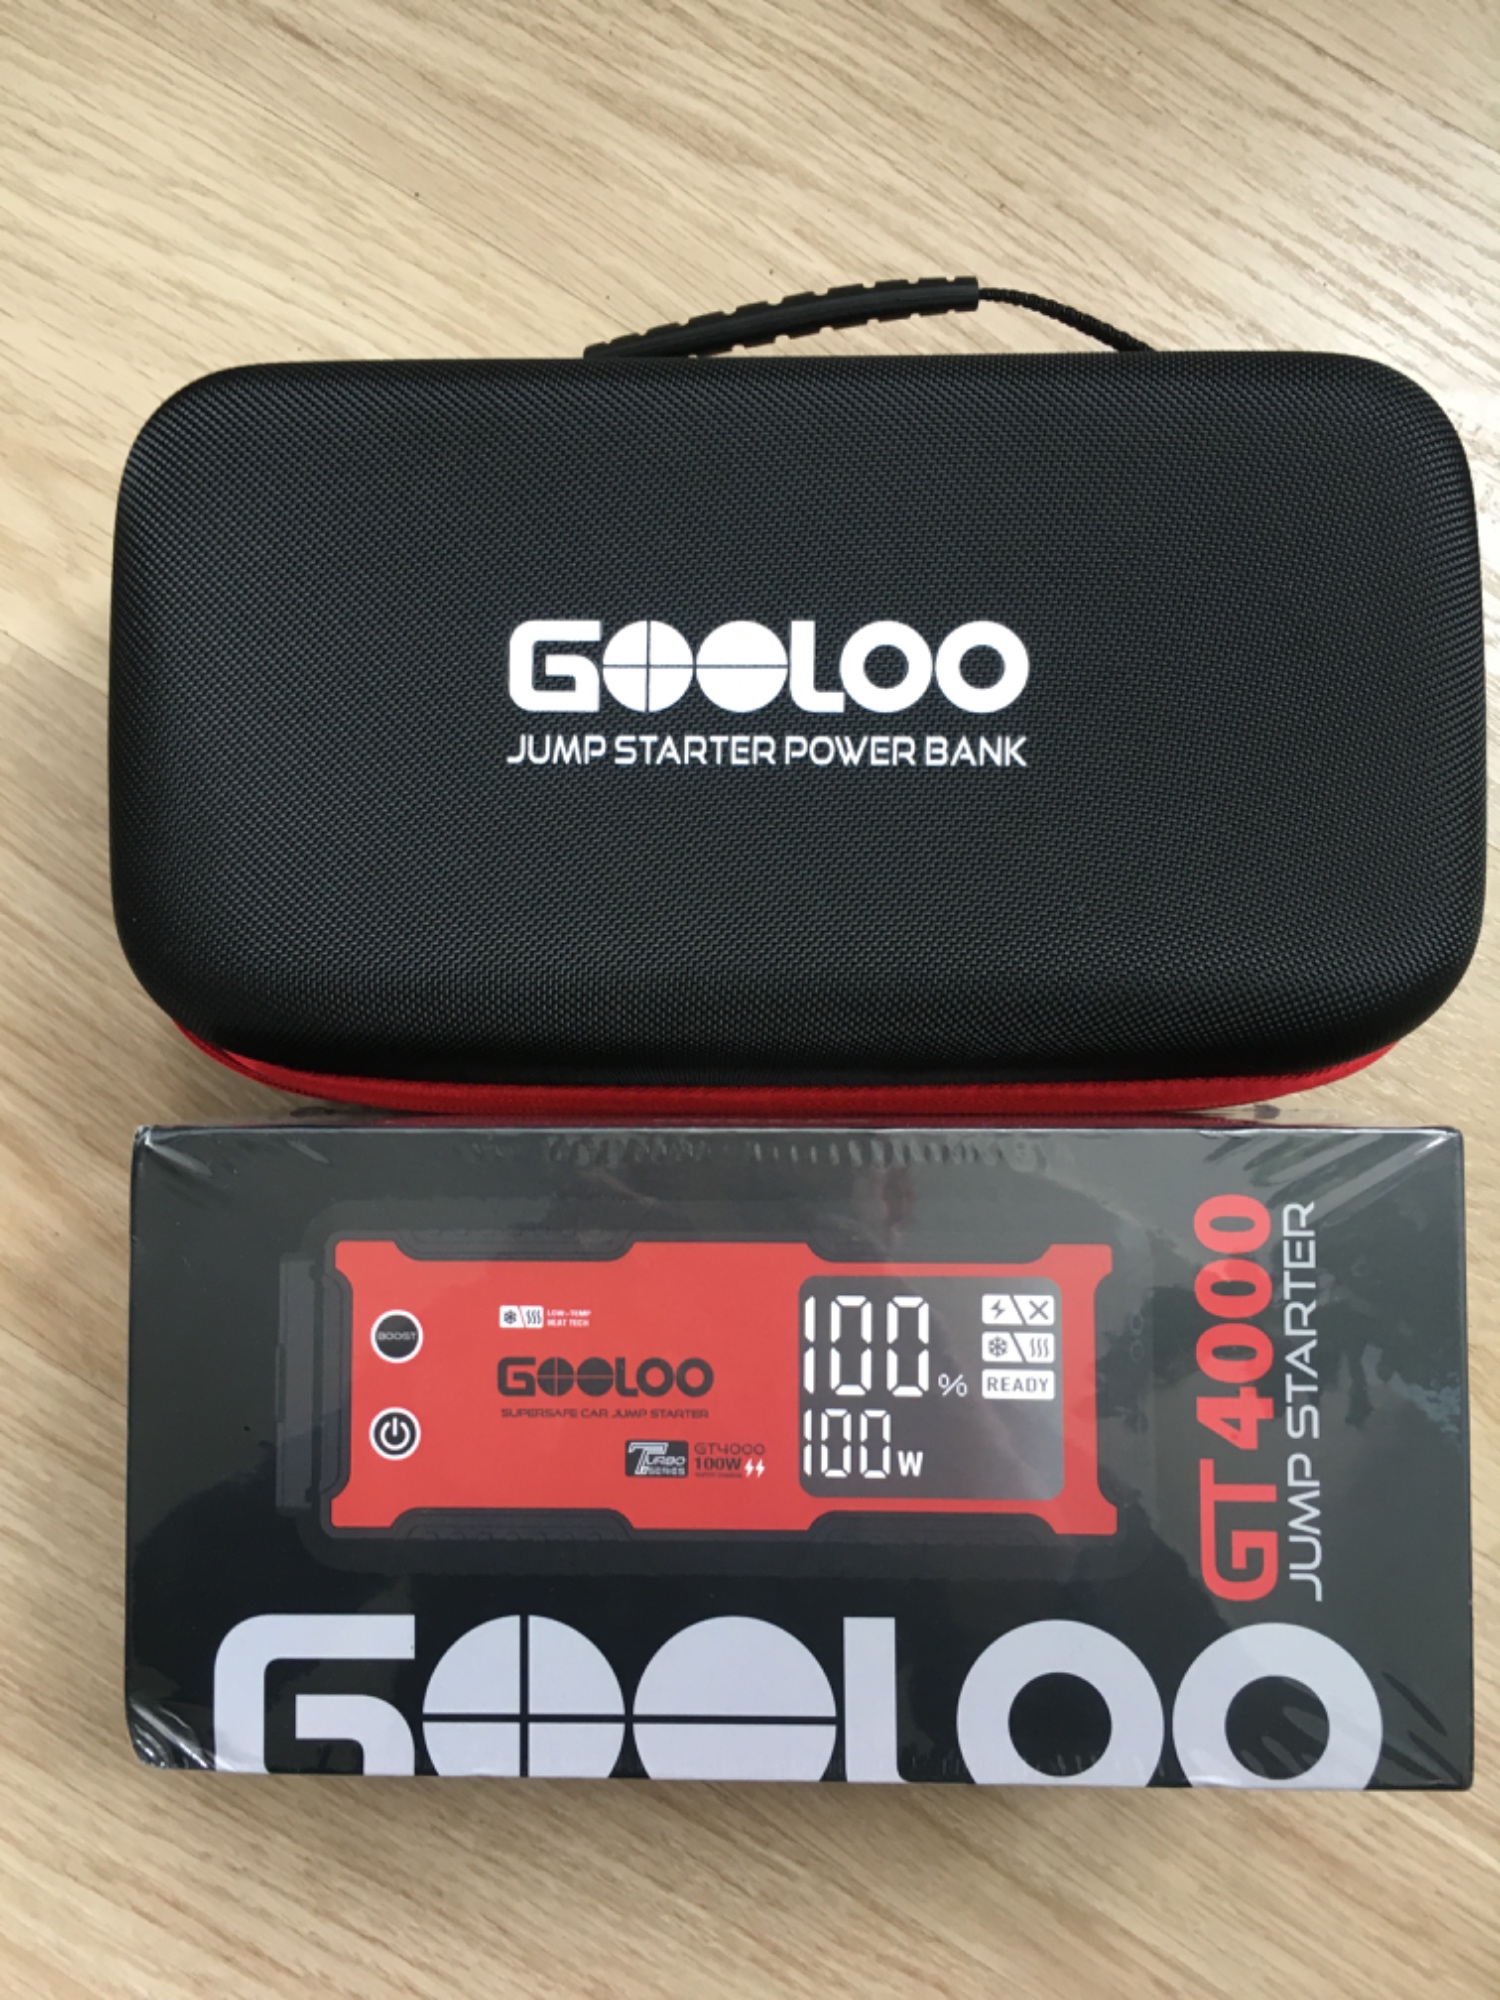 GOOLOO
JUMP STARTER POWER BANK
BOOST
LOW-TEMP
HEAT TECH
GOOLOO
SUPERSAFE CAR JUMP STARTER
TURBO
SERIES
GT4000
100W
100%
100W
READY
GT 4000
JUMP STARTER
GOOLOO